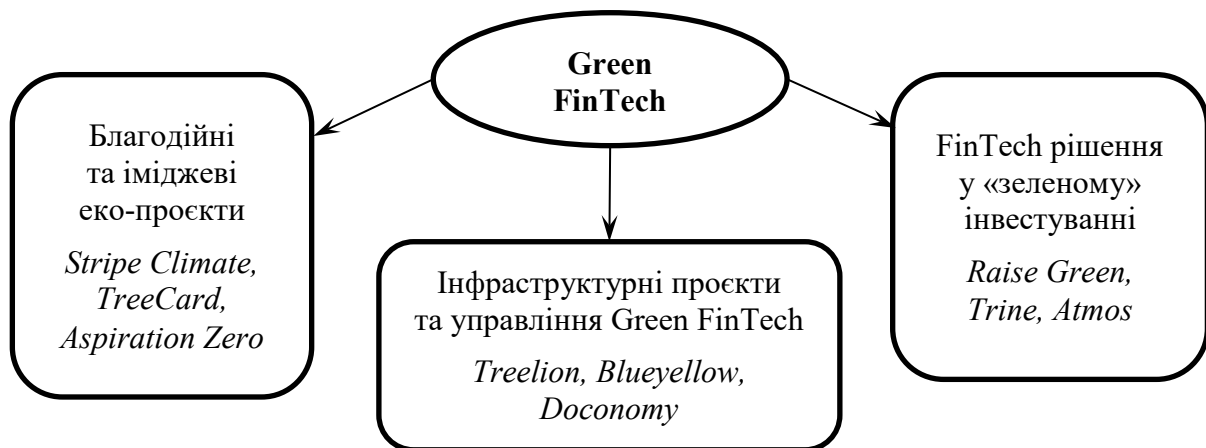 Green
FinTech
Благодійні
та іміджеві
еко-проєкти
Stripe Climate,
TreeCard,
Aspiration Zero
Інфраструктурні проєкти
та управління Green FinTech
Treelion, Blueyellow,
Doconomy
FinTech рішення
у «зеленому»
інвестуванні
Raise Green,
Trine, Atmos